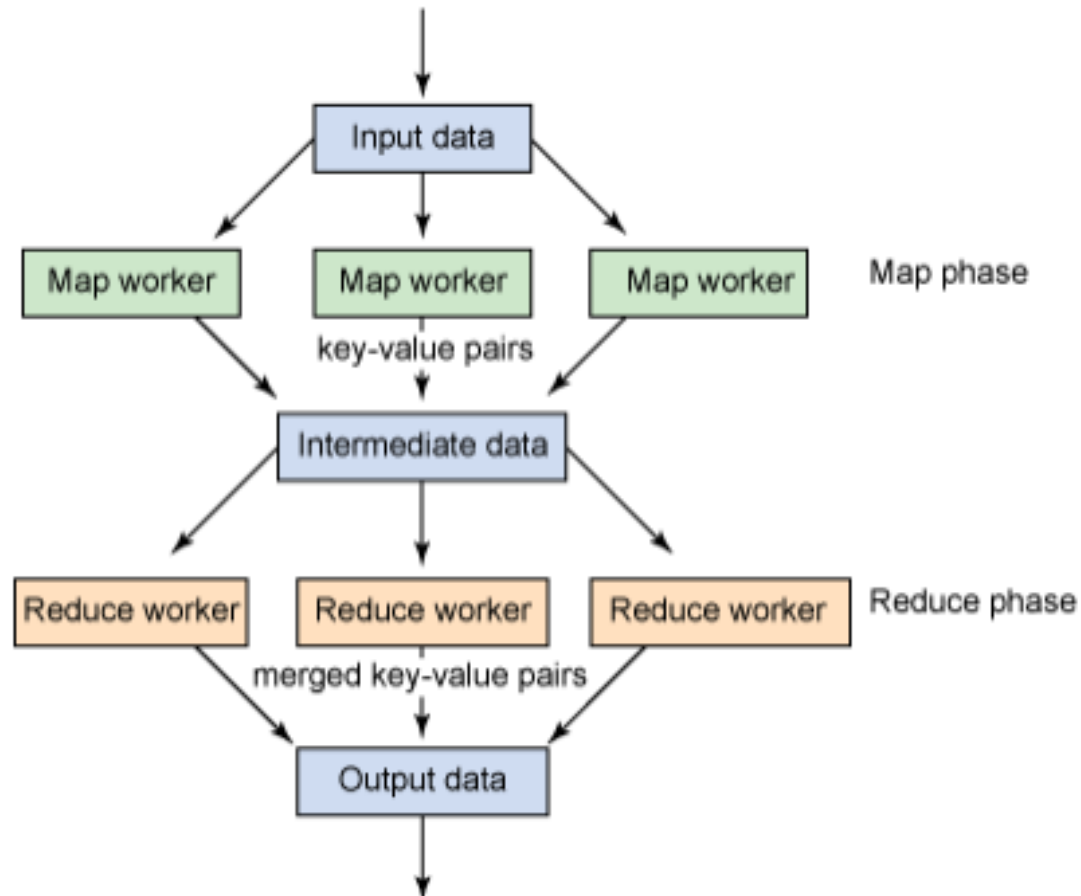 Input data
Map worker
Map worker
Map worker
Map phase
key-value pairs
Intermediate data
Reduce worker
Reduce worker
Reduce worker
Reduce phase
merged key-value pairs
Output data